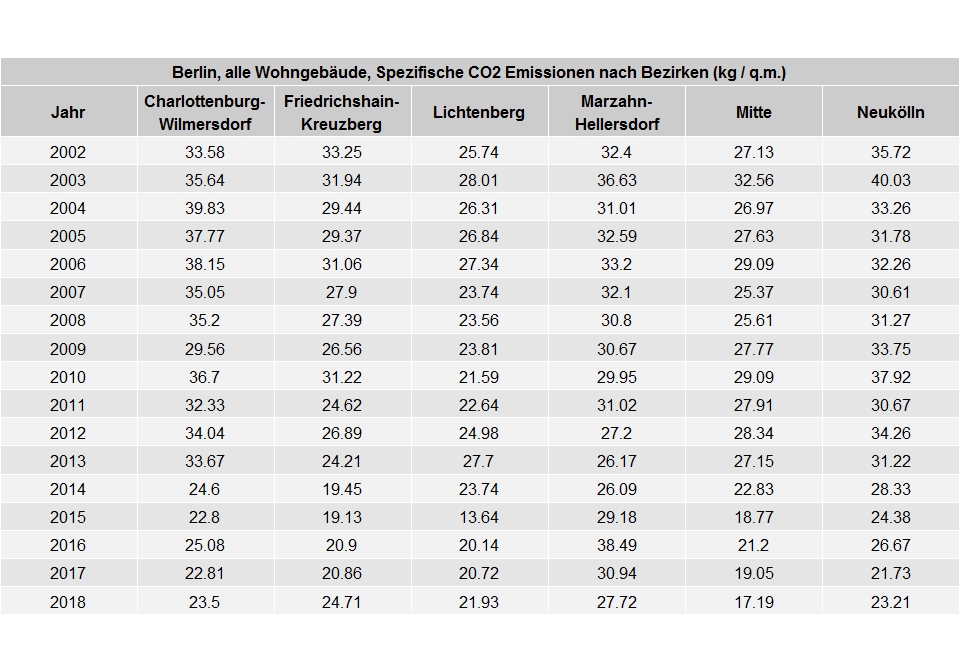 Berlin, alle Wohngebäude, Spezifische CO2 Emissionen nach Bezirken (kg / q.m.)
Jahr Charlottenburg-Wilmersdorf Friedrichshain-Kreuzberg Lichtenberg Marzahn-Hellersdorf Mitte Neukölln
2002 33.58 33.25 25.74 32.4 27.13 35.72
2003 35.64 31.94 28.01 36.63 32.56 40.03
2004 39.83 29.44 26.31 31.01 26.97 33.26
2005 37.77 29.37 26.84 32.59 27.63 31.78
2006 38.15 31.06 27.34 33.2 29.09 32.26
2007 35.05 27.9 23.74 32.1 25.37 30.61
2008 35.2 27.39 23.56 30.8 25.61 31.27
2009 29.56 26.56 23.81 30.67 27.77 33.75
2010 36.7 31.22 21.59 29.95 29.09 37.92
2011 32.33 24.62 22.64 31.02 27.91 30.67
2012 34.04 26.89 24.98 27.2 28.34 34.26
2013 33.67 24.21 27.7 26.17 27.15 31.22
2014 24.6 19.45 23.74 26.09 22.83 28.33
2015 22.8 19.13 13.64 29.18 18.77 24.38
2016 25.08 20.9 20.14 38.49 21.2 26.67
2017 22.81 20.86 20.72 30.94 19.05 21.73
2018 23.5 24.71 21.93 27.72 17.19 23.21